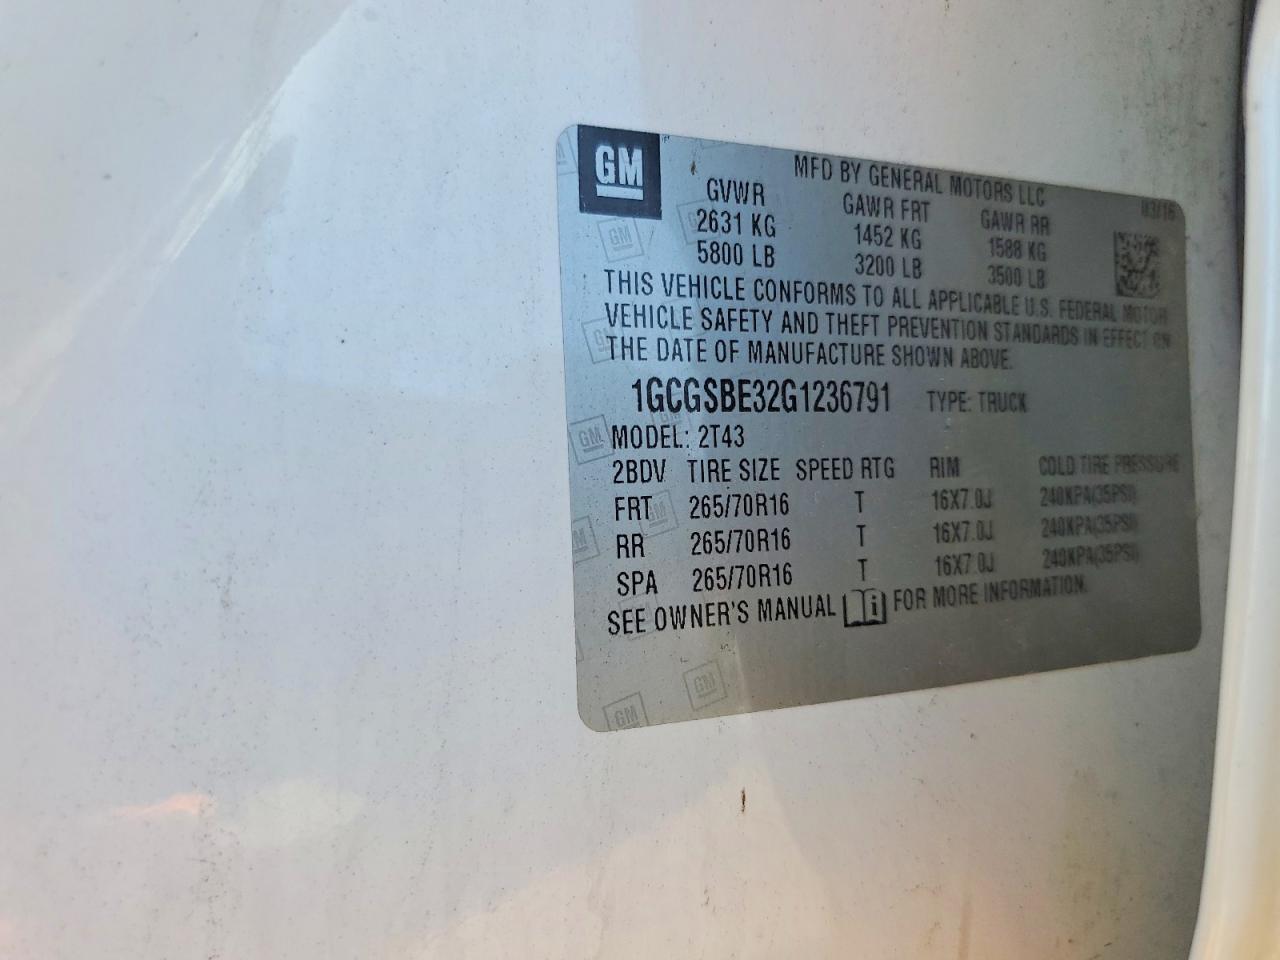 GM
MFD BY GENERAL MOTORS LLC
03/16
GVWR GAWR FRT GAWR RR
2631 KG 1452 KG 1588 KG
5800 LB 3200 LB 3500 LB
THIS VEHICLE CONFORMS TO ALL APPLICABLE U.S. FEDERAL MOTOR
VEHICLE SAFETY AND THEFT PREVENTION STANDARDS IN EFFECT ON
THE DATE OF MANUFACTURE SHOWN ABOVE.
1GCGSBE32G1236791 TYPE: TRUCK
MODEL: 2T43
2BDV TIRE SIZE SPEED RTG RIM COLD TIRE PRESSURE
FRT 265/70R16 T 16X7.0J 240KPA(35PSI)
RR 265/70R16 T 16X7.0J 240KPA(35PSI)
SPA 265/70R16 T 16X7.0J 240KPA(35PSI)
SEE OWNER'S MANUAL i FOR MORE INFORMATION.